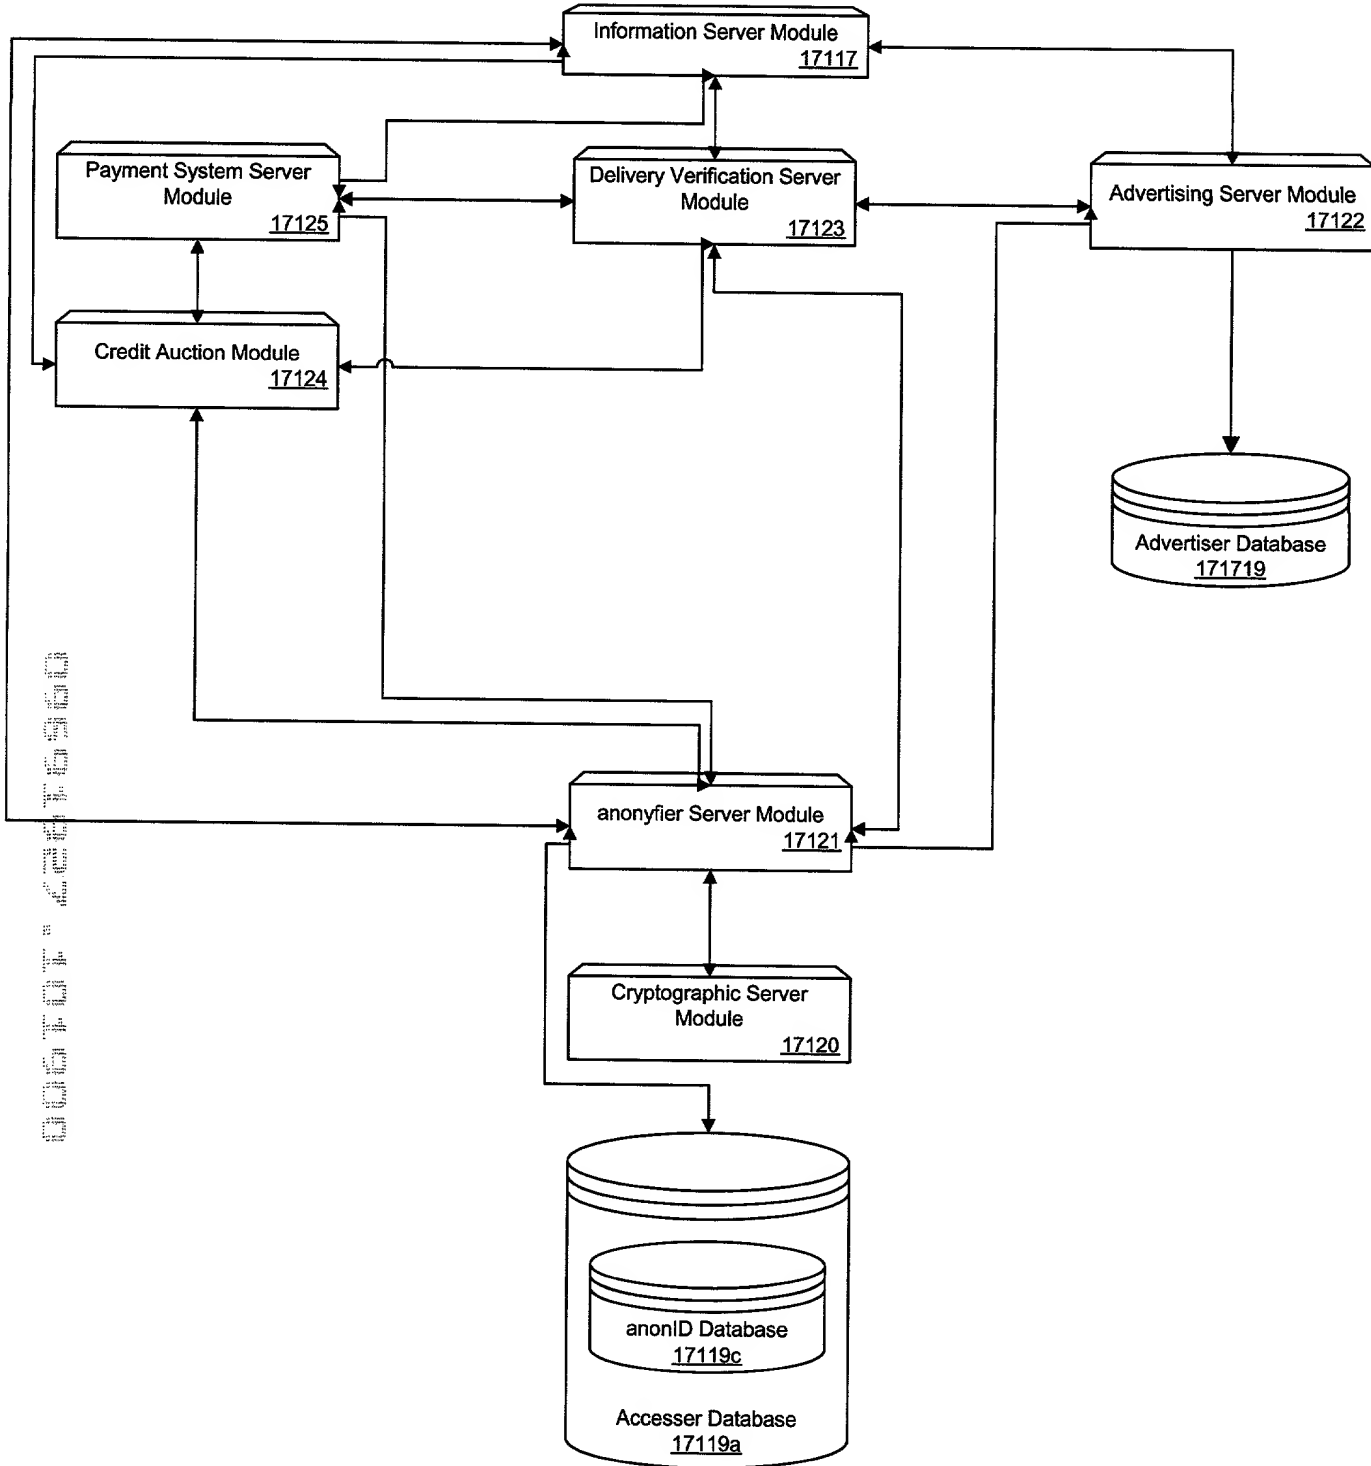 Information Server Module
17117
Payment System Server
Module
17125
Delivery Verification Server
Module
17123
Advertising Server Module
17122
Credit Auction Module
17124
Advertiser Database
171719
anonyfier Server Module
17121
Cryptographic Server
Module
17120
anonID Database
17119c
Accesser Database
17119a